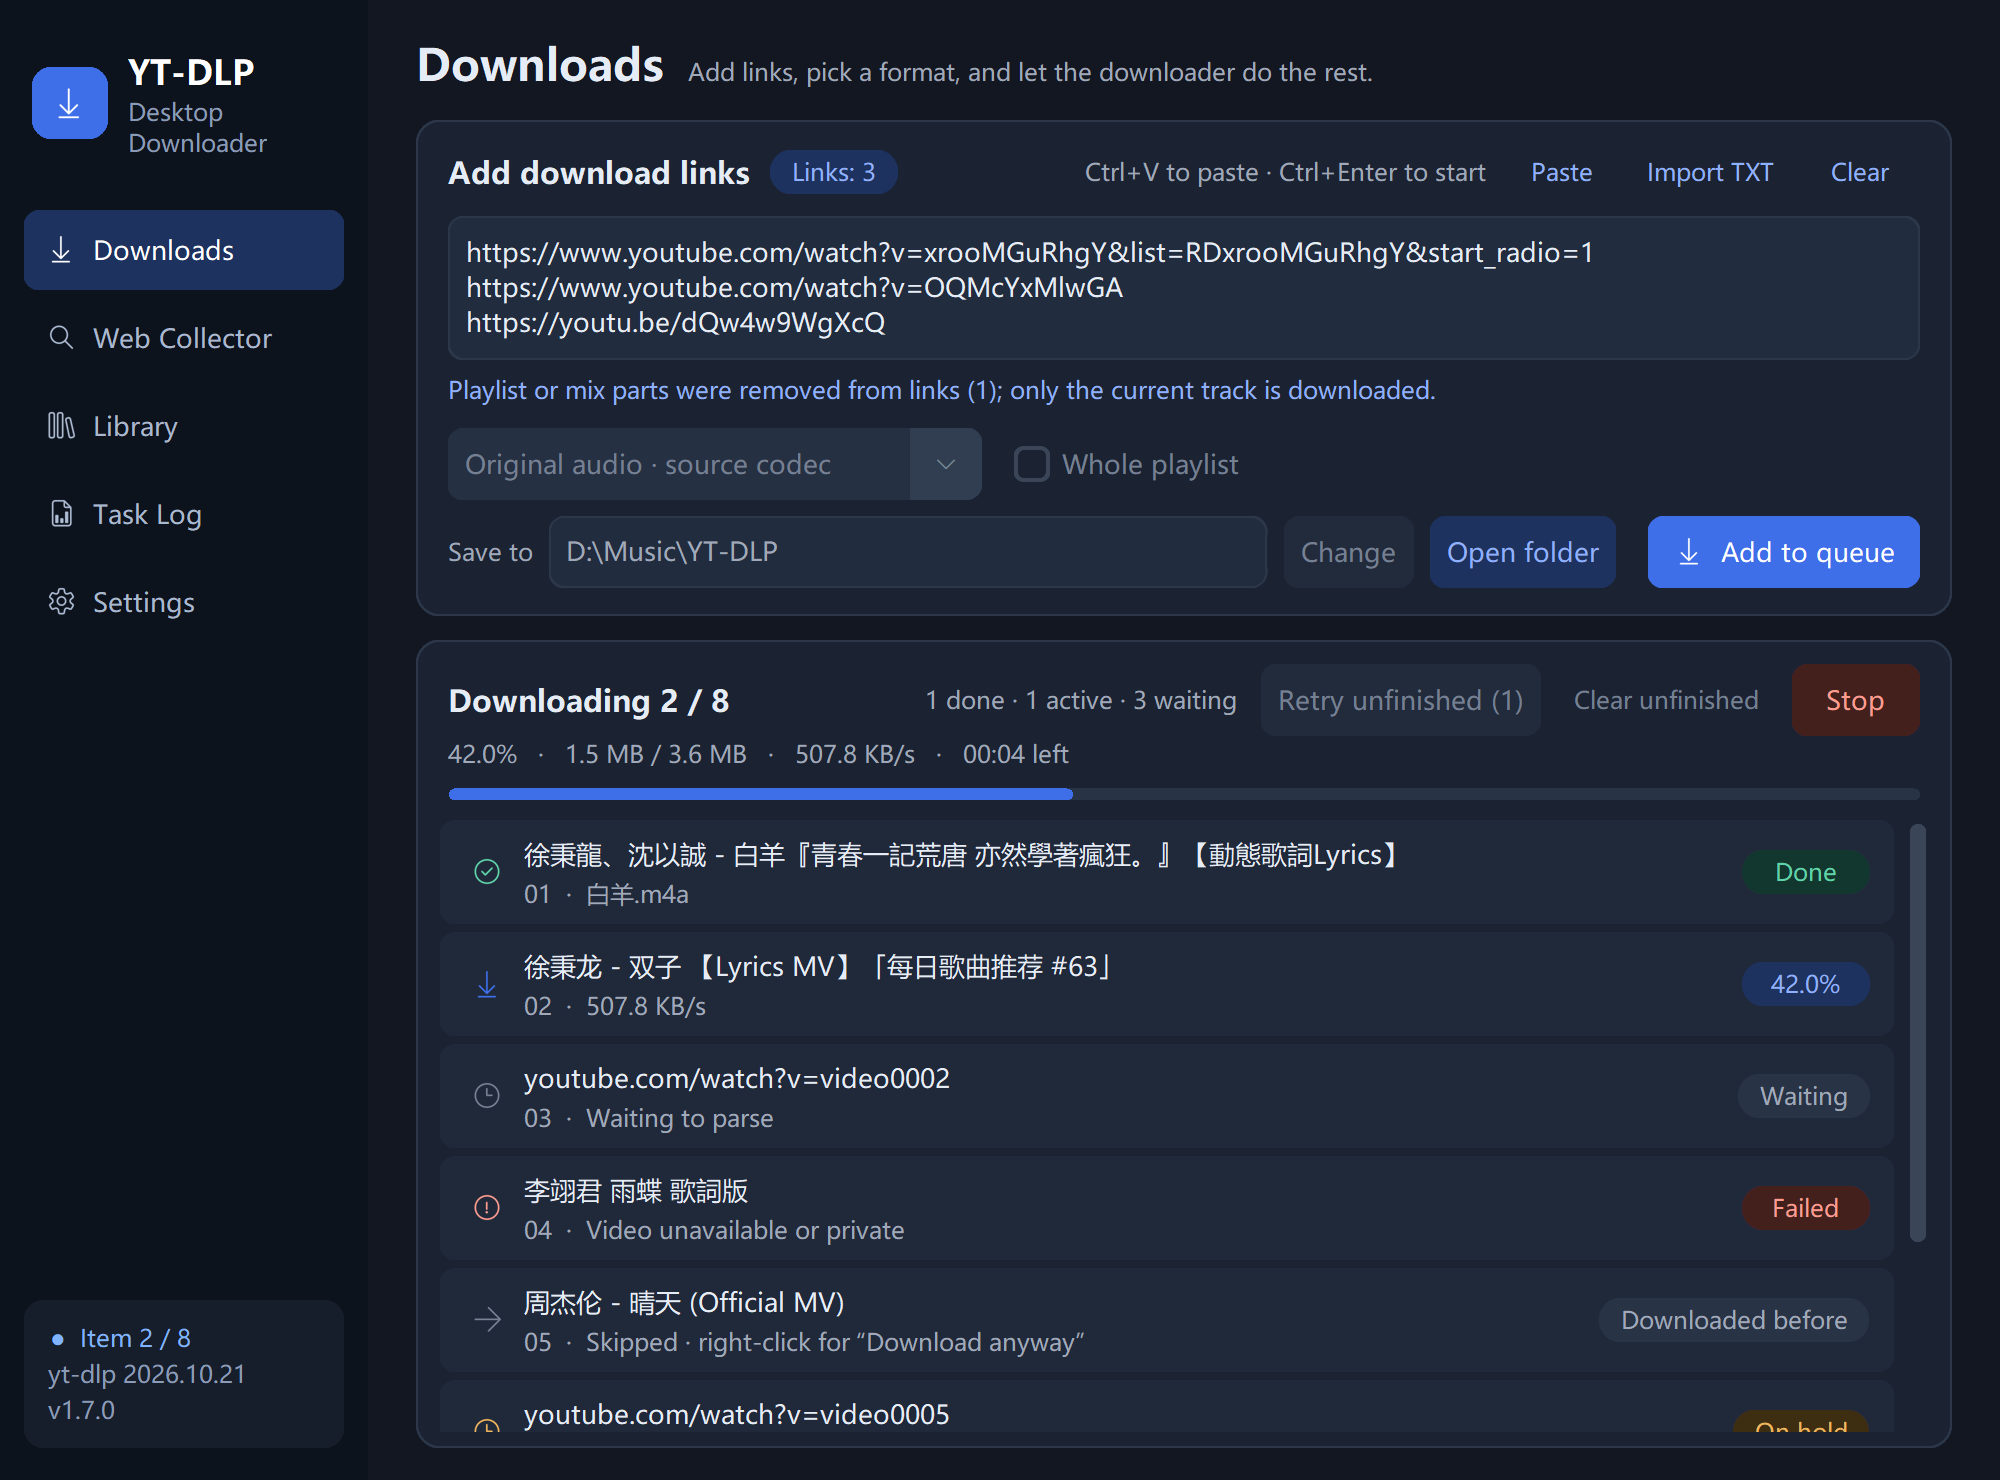 YT-DLP
Desktop
Downloader
Downloads
Web Collector
Library
Task Log
Settings
Item 2 / 8
yt-dlp 2026.10.21
v1.7.0
Downloads Add links, pick a format, and let the downloader do the rest.
Add download links Links: 3 Ctrl+V to paste · Ctrl+Enter to start Paste Import TXT Clear
https://www.youtube.com/watch?v=xrooMGuRhgY&list=RDxrooMGuRhgY&start_radio=1
https://www.youtube.com/watch?v=OQMcYxMlwGA
https://youtu.be/dQw4w9WgXcQ
Playlist or mix parts were removed from links (1); only the current track is downloaded.
Original audio · source codec Whole playlist
Save to D:\Music\YT-DLP Change Open folder Add to queue
Downloading 2 / 8 1 done · 1 active · 3 waiting Retry unfinished (1) Clear unfinished Stop
42.0% · 1.5 MB / 3.6 MB · 507.8 KB/s · 00:04 left
徐秉龍、沈以誠 - 白羊『青春一記荒唐 亦然學著瘋狂。』【動態歌詞Lyrics】
01 · 白羊.m4a
Done
徐秉龙 - 双子 【Lyrics MV】「每日歌曲推荐 #63」
02 · 507.8 KB/s
42.0%
youtube.com/watch?v=video0002
03 · Waiting to parse
Waiting
李翊君 雨蝶 歌詞版
04 · Video unavailable or private
Failed
周杰伦 - 晴天 (Official MV)
05 · Skipped · right-click for “Download anyway”
Downloaded before
youtube.com/watch?v=video0005
On hold